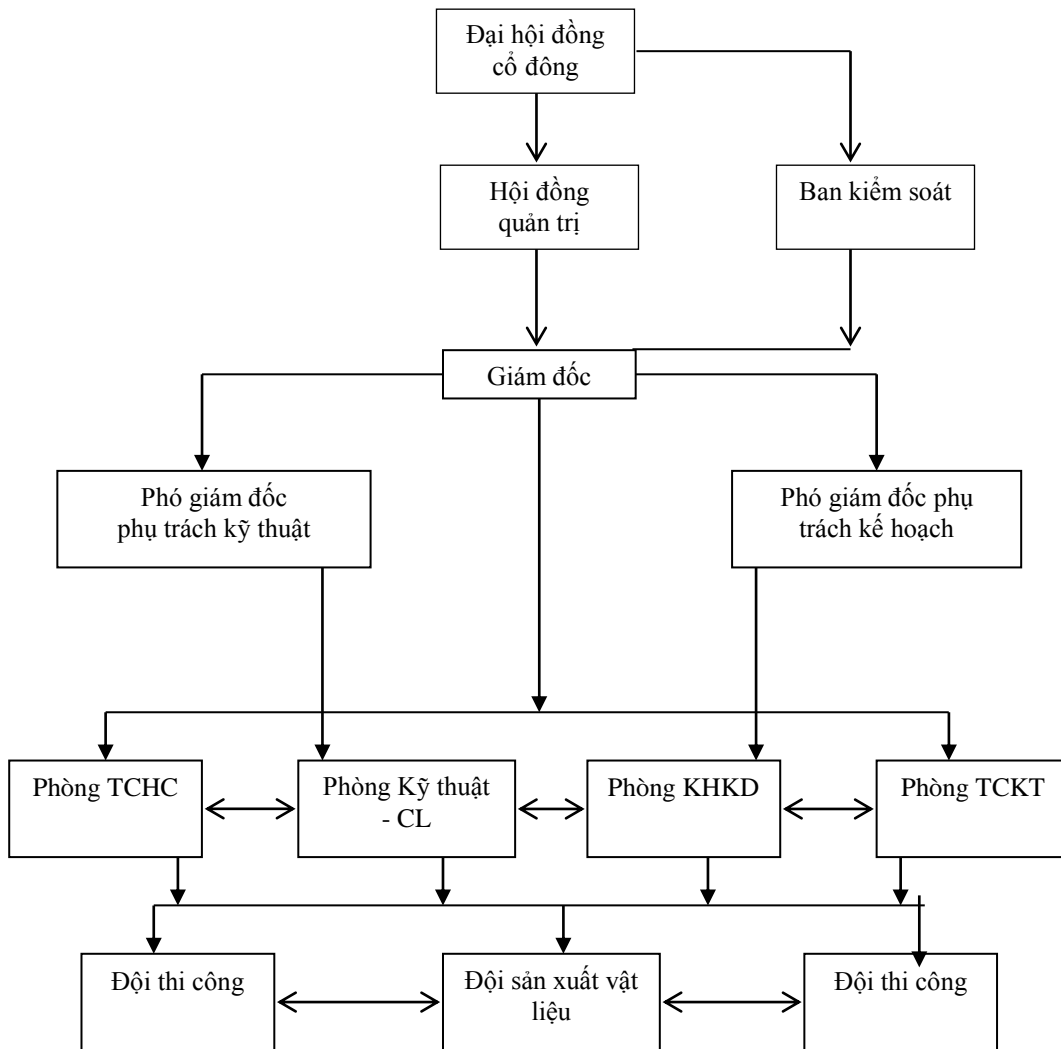 Đại hội đồng
cổ đông
Hội đồng
quản trị
Ban kiểm soát
Giám đốc
Phó giám đốc
phụ trách kỹ thuật
Phó giám đốc phụ
trách kế hoạch
Phòng TCHC
Phòng Kỹ thuật
- CL
Phòng KHKD
Phòng TCKT
Đội thi công
Đội sản xuất vật
liệu
Đội thi công